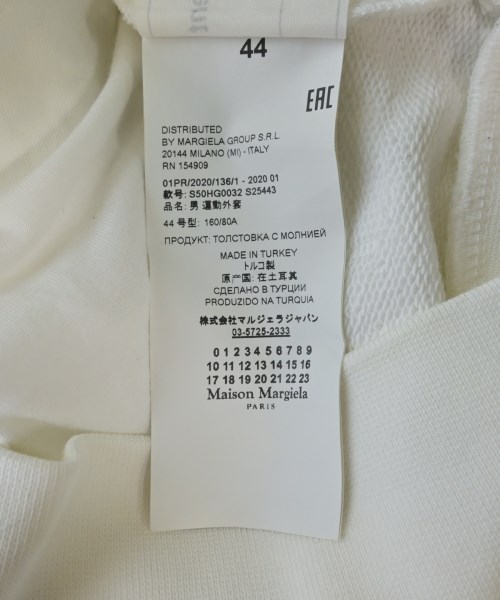 44
EAC
DISTRIBUTED
BY MARGIELA GROUP S.R.L
20144 MILANO (MI) - ITALY
RN 154909
01PR/2020/136/1 - 2020 01
款号: S50HG0032 S25443
品名: 男 運動外套
44 号型: 160/80A
ПРОДУКТ: ТОЛСТОВКА С МОЛНИЕЙ
MADE IN TURKEY
トルコ製
原产国: 在土耳其
СДЕЛАНО В ТУРЦИИ
PRODUZIDO NA TURQUIA
株式会社マルジェラジャパン
03-5725-2333
0 1 2 3 4 5 6 7 8 9
10 11 12 13 14 15 16
17 18 19 20 21 22 23
Maison Margiela
PARIS